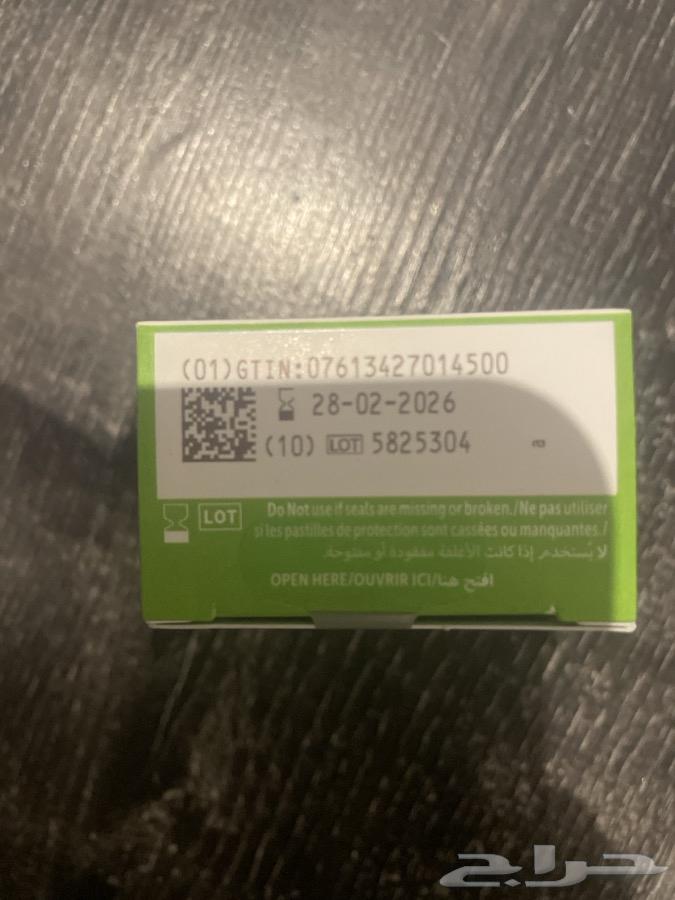 (01)GTIN:07613427014500
28-02-2026
(10) LOT 5825304
a
LOT
Do Not use if seals are missing or broken./Ne pas utiliser
si les pastilles de protection sont cassées ou manquantes./
لا يُستخدم إذا كانت الأغلفة مفقودة أو مفتوحة.
OPEN HERE/OUVRIR ICI/افتح هنا
حراج